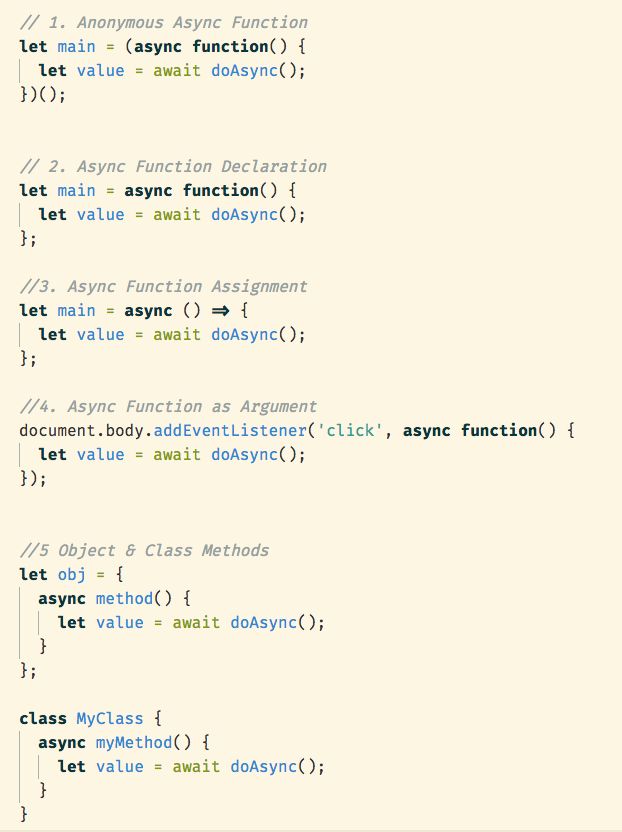 // 1. Anonymous Async Function
let main = (async function() {
let value = await doAsync();
})();
// 2. Async Function Declaration
let main = async function() {
let value = await doAsync();
};
//3. Async Function Assignment
let main = async () => {
let value = await doAsync();
};
//4. Async Function as Argument
document.body.addEventListener('click', async function() {
let value = await doAsync();
});
//5 Object & Class Methods
let obj = {
async method() {
let value = await doAsync();
}
};
class MyClass {
async myMethod() {
let value = await doAsync();
}
}